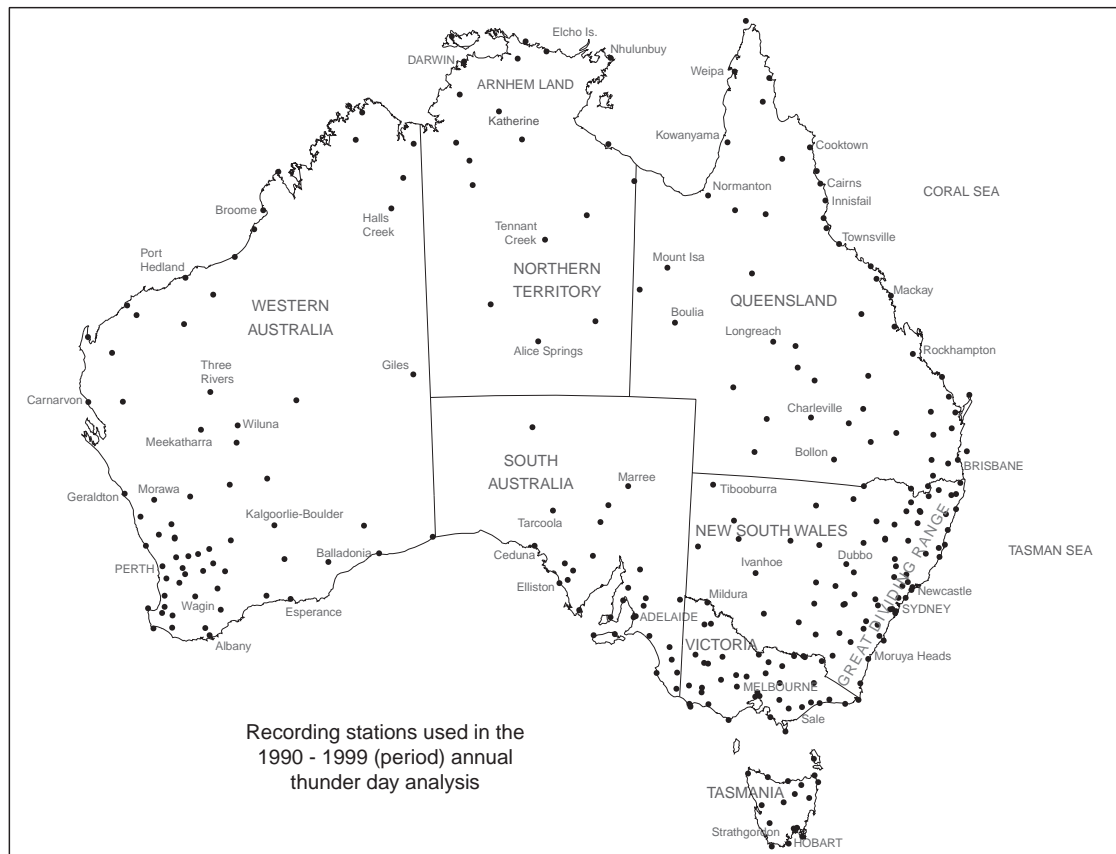 Elcho Is.
DARWIN
Nhulunbuy
ARNHEM LAND
Weipa
Katherine
Kowanyama
Cooktown
Cairns
CORAL SEA
Normanton
Innisfail
Broome
Halls
Creek
Tennant
Creek
Townsville
Port
Hedland
Mount Isa
NORTHERN
TERRITORY
Mackay
WESTERN
AUSTRALIA
QUEENSLAND
Boulia
Longreach
Alice Springs
Rockhampton
Three
Rivers
Giles
Carnarvon
Charleville
Wiluna
Meekatharra
Bollon
SOUTH
AUSTRALIA
BRISBANE
Marree
Tibooburra
Geraldton
Morawa
Kalgoorlie-Boulder
Tarcoola
NEW SOUTH WALES
GREAT DIVIDING RANGE
TASMAN SEA
Balladonia
Ceduna
Dubbo
PERTH
Ivanhoe
Elliston
Newcastle
Mildura
Wagin
Esperance
SYDNEY
ADELAIDE
Albany
VICTORIA
Moruya Heads
MELBOURNE
Sale
Recording stations used in the
1990 - 1999 (period) annual
thunder day analysis
TASMANIA
Strathgordon
HOBART